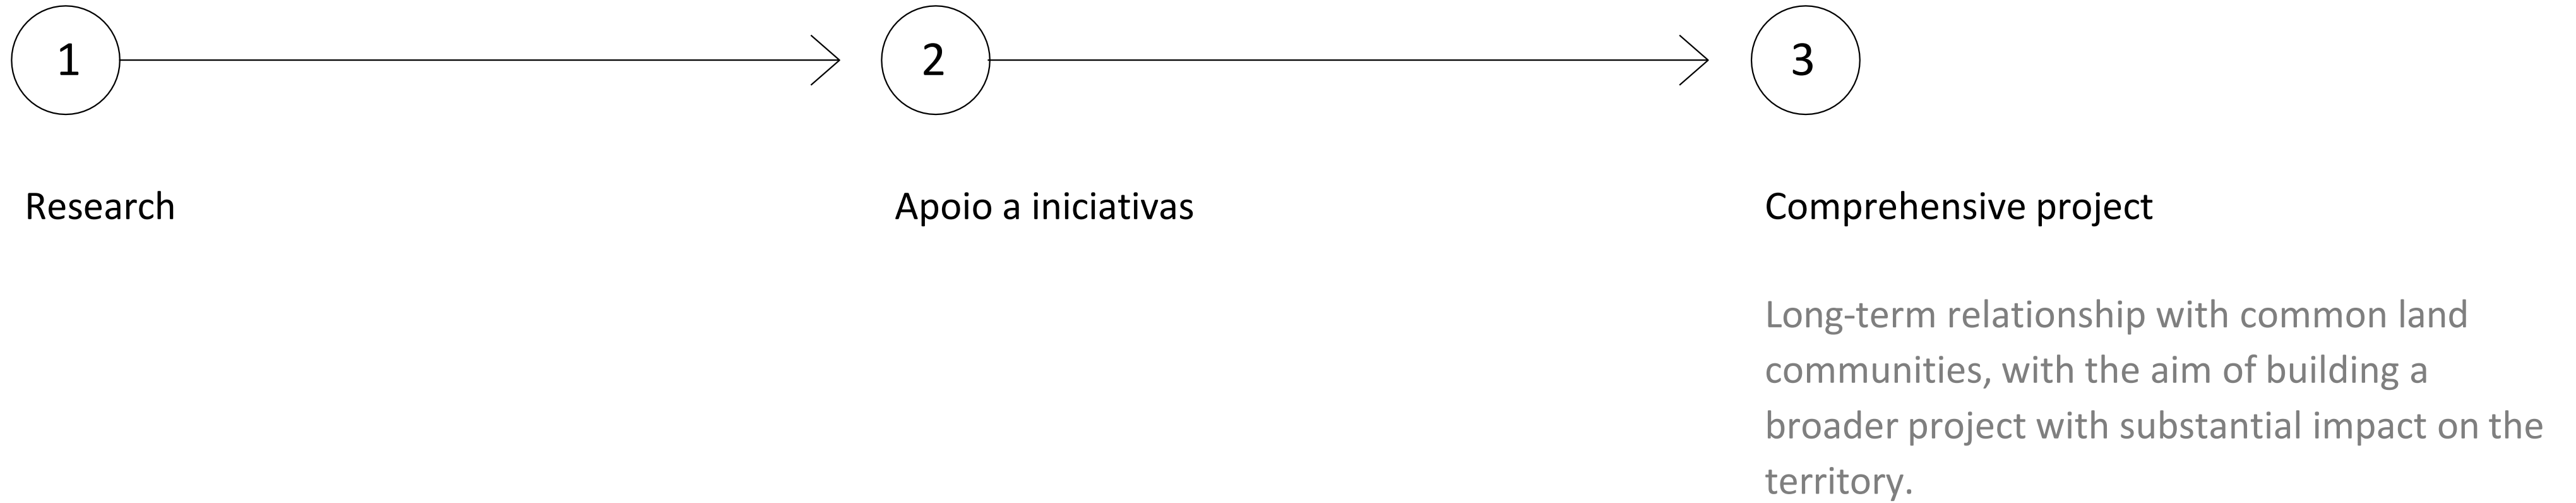 1
2
3
Research
Apoio a iniciativas
Comprehensive project
Long-term relationship with common land
communities, with the aim of building a
broader project with substantial impact on the
territory.